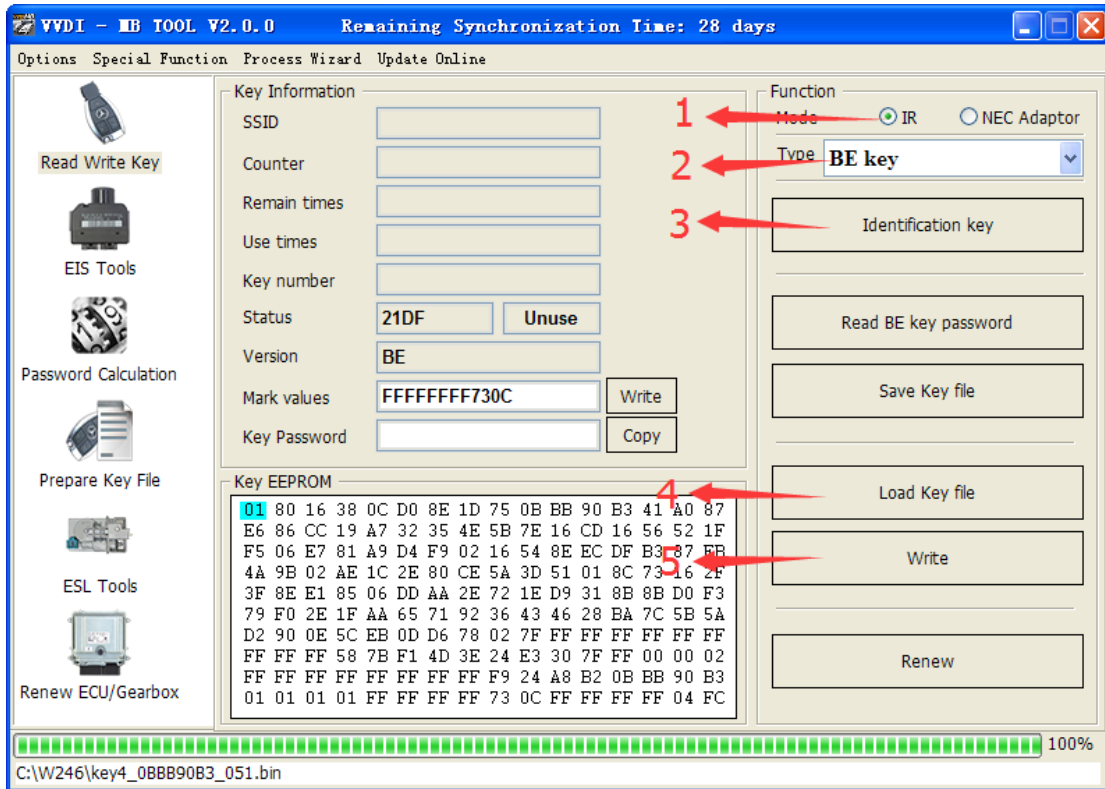 VVDI - MB TOOL V2.0.0 Remaining Synchronization Time: 28 days
Options Special Function Process Wizard Update Online
Read Write Key
EIS Tools
Password Calculation
Prepare Key File
ESL Tools
Renew ECU/Gearbox
Key Information
SSID
Counter
Remain times
Use times
Key number
Status 21DF Unuse
Version BE
Mark values FFFFFFFF730C Write
Key Password Copy
Key EEPROM
01 80 16 38 0C D0 8E 1D 75 0B BB 90 B3 41 A0 87
E6 86 CC 19 A7 32 35 4E 5B 7E 16 CD 16 56 52 1F
F5 06 E7 81 A9 D4 F9 02 16 54 8E EC DF B3 87 EB
4A 9B 02 AE 1C 2E 80 CE 5A 3D 51 01 8C 73 16 2F
3F 8E E1 85 06 DD AA 2E 72 1E D9 31 8B 8B D0 F3
79 F0 2E 1F AA 65 71 92 36 43 46 28 BA 7C 5B 5A
D2 90 0E 5C EB 0D D6 78 02 7F FF FF FF FF FF FF
FF FF FF 58 7B F1 4D 3E 24 E3 30 7F FF 00 00 02
FF FF FF FF FF FF FF FF F9 24 A8 B2 0B BB 90 B3
01 01 01 01 FF FF FF FF 73 0C FF FF FF FF 04 FC
Function
1 Mode IR NEC Adaptor
2 Type BE key
3 Identification key
Read BE key password
Save Key file
4 Load Key file
5 Write
Renew
100%
C:\W246\key4_0BBB90B3_051.bin